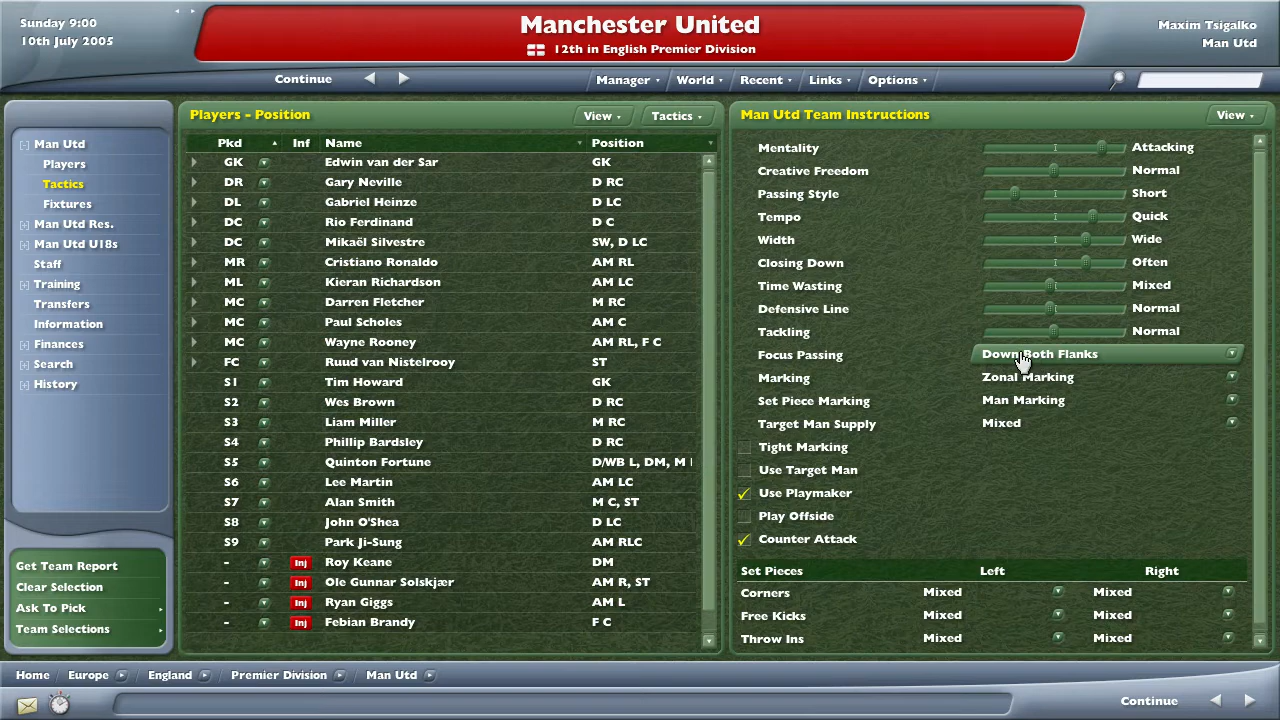 Sunday 9:00
10th July 2005
Manchester United
12th in English Premier Division
Maxim Tsigalko
Man Utd
Continue
Manager
World
Recent
Links
Options
Man Utd
Players
Tactics
Fixtures
Man Utd Res.
Man Utd U18s
Staff
Training
Transfers
Information
Finances
Search
History
Get Team Report
Clear Selection
Ask To Pick
Team Selections
Players - Position
View
Tactics
Pkd Inf Name Position
GK Edwin van der Sar GK
DR Gary Neville D RC
DL Gabriel Heinze D LC
DC Rio Ferdinand D C
DC Mikaël Silvestre SW, D LC
MR Cristiano Ronaldo AM RL
ML Kieran Richardson AM RL
MC Darren Fletcher M RC
MC Paul Scholes AM C
MC Wayne Rooney AM RL, F C
FC Ruud van Nistelrooy ST
S1 Tim Howard GK
S2 Wes Brown D RC
S3 Liam Miller M RC
S4 Phillip Bardsley D RC
S5 Quinton Fortune D/WB L, DM, M
S6 Lee Martin AM LC
S7 Alan Smith M C, ST
S8 John O'Shea D LC
S9 Park Ji-Sung AM RLC
- Inj Roy Keane DM
- Inj Ole Gunnar Solskjær AM R, ST
- Inj Ryan Giggs AM L
- Inj Febian Brandy F C
Man Utd Team Instructions
View
Mentality Attacking
Creative Freedom Normal
Passing Style Short
Tempo Quick
Width Wide
Closing Down Often
Time Wasting Mixed
Defensive Line Normal
Tackling Normal
Focus Passing Down Both Flanks
Marking Zonal Marking
Set Piece Marking Man Marking
Target Man Supply Mixed
Tight Marking
Use Target Man
Use Playmaker
Play Offside
Counter Attack
Set Pieces Left Right
Corners Mixed Mixed
Free Kicks Mixed Mixed
Throw Ins Mixed Mixed
Home Europe England Premier Division Man Utd
Continue